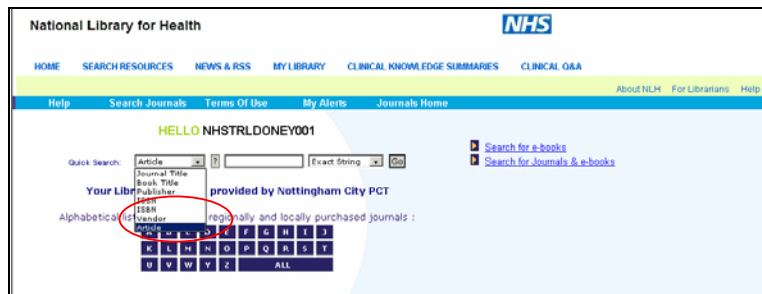 National Library for Health
NHS
HOME SEARCH RESOURCES NEWS & RSS MY LIBRARY CLINICAL KNOWLEDGE SUMMARIES CLINICAL Q&A
About NLH For Librarians Help
Help Search Journals Terms Of Use My Alerts Journals Home
HELLO NHSTRLDONEY001
Search for e-books
Quick Search: Article ? Exact String Go
Search for Journals & e-books
Journal Title
Book Title
Your Libr Publisher provided by Nottingham City PCT
ISSN
ISBN
Alphabetical lis Vendor regionally and locally purchased journals :
Article
A B C D E F G H I J
K L M N O P Q R S T
U V W Y Z ALL